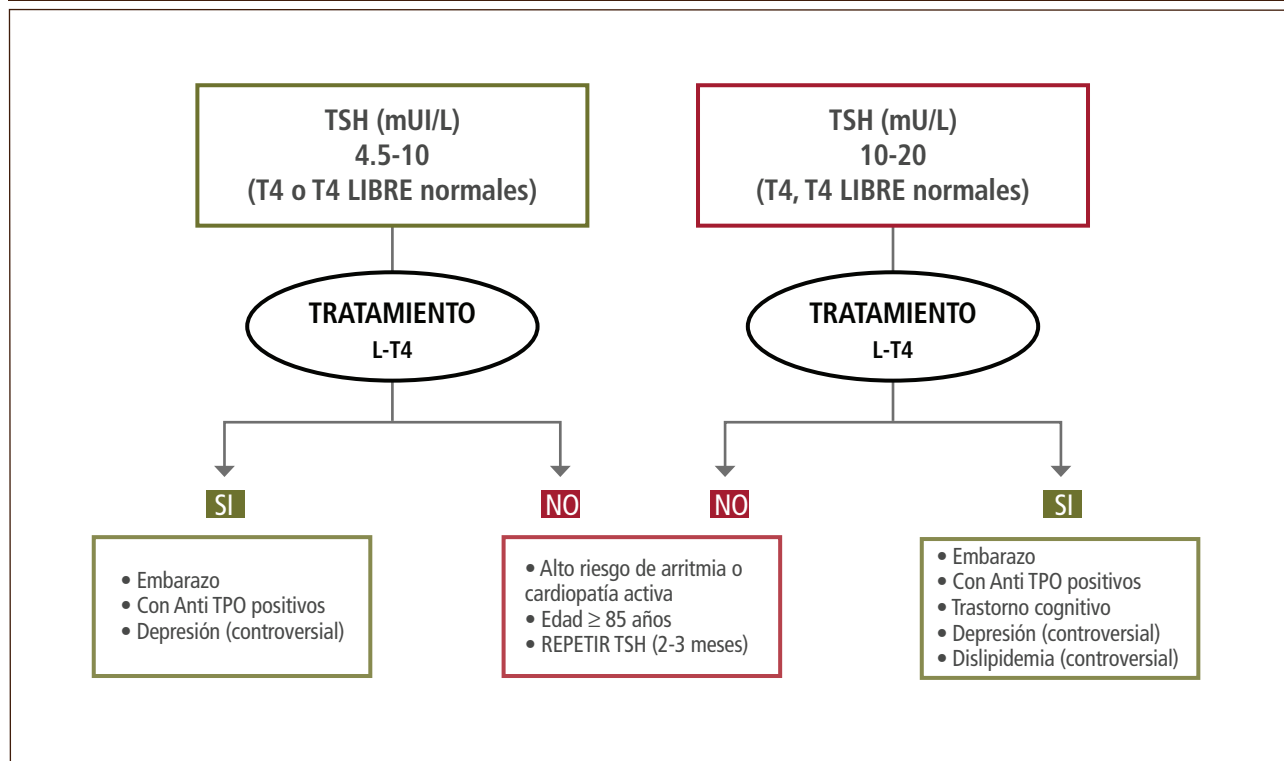 TSH (mUI/L)
4.5-10
(T4 o T4 LIBRE normales)
TSH (mU/L)
10-20
(T4, T4 LIBRE normales)
TRATAMIENTO
L-T4
TRATAMIENTO
L-T4
SI
NO
NO
SI
• Embarazo
• Con Anti TPO positivos
• Depresión (controversial)
• Alto riesgo de arritmia o
cardiopatía activa
• Edad ≥ 85 años
• REPETIR TSH (2-3 meses)
• Embarazo
• Con Anti TPO positivos
• Trastorno cognitivo
• Depresión (controversial)
• Dislipidemia (controversial)